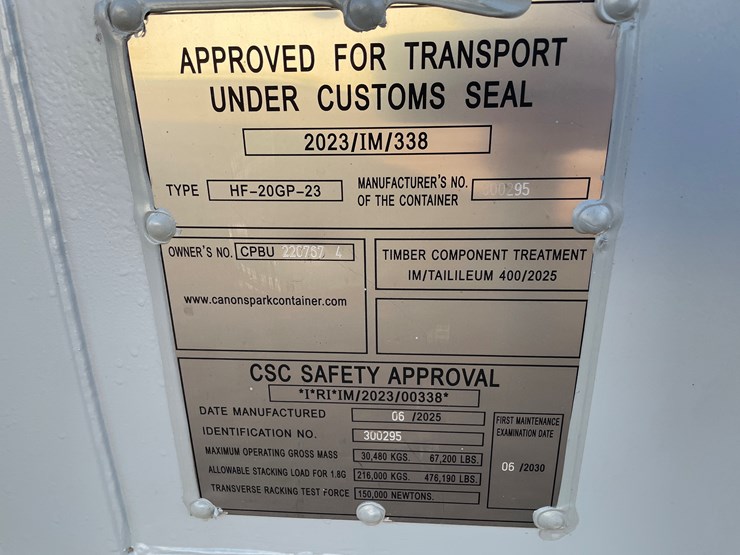 APPROVED FOR TRANSPORT
UNDER CUSTOMS SEAL
2023/IM/338
TYPE HF-20GP-23
MANUFACTURER'S NO.
OF THE CONTAINER 300295
OWNER'S NO. CPBU 220757 4
www.canonsparkcontainer.com
TIMBER COMPONENT TREATMENT
IM/TAILILEUM 400/2025
CSC SAFETY APPROVAL
*I*RI*IM/2023/00338*
DATE MANUFACTURED 06 /2025
IDENTIFICATION NO. 300295
MAXIMUM OPERATING GROSS MASS 30,480 KGS. 67,200 LBS.
ALLOWABLE STACKING LOAD FOR 1.8G 216,000 KGS. 476,190 LBS.
TRANSVERSE RACKING TEST FORCE 150,000 NEWTONS.
FIRST MAINTENANCE
EXAMINATION DATE
06 /2030